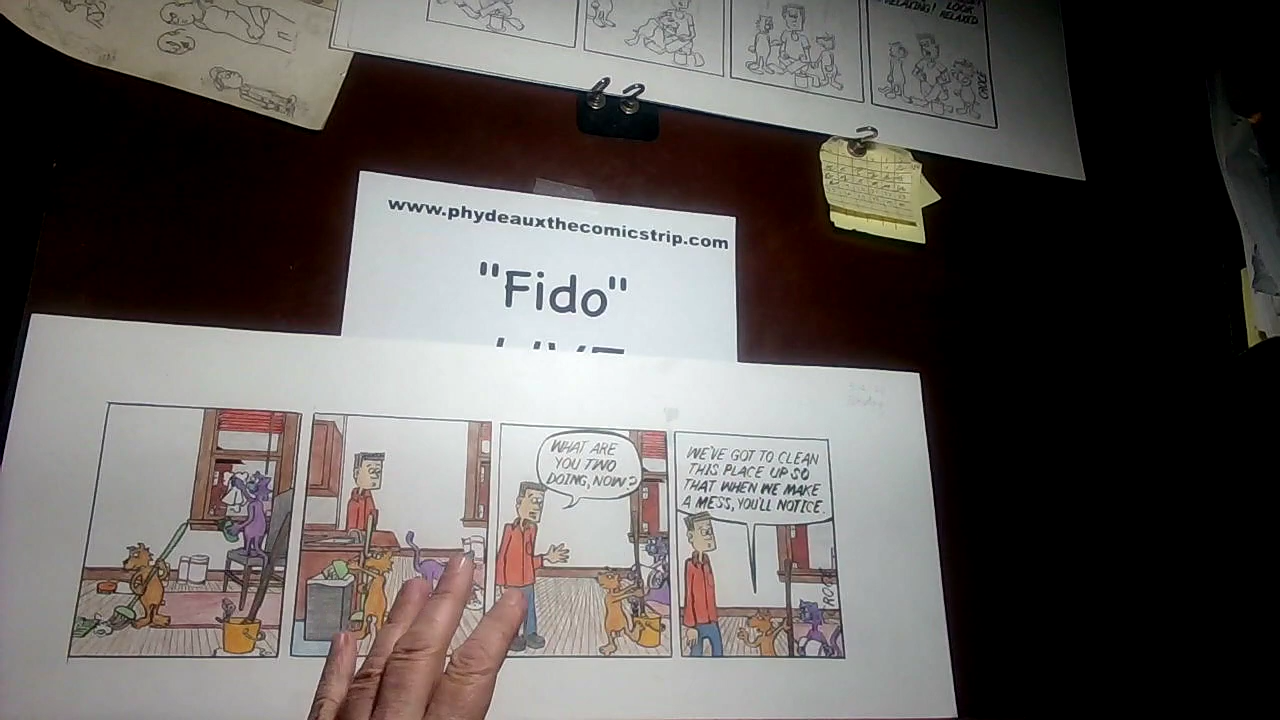 LOOK
RELAXING! RELAXED
www.phydeauxthecomicstrip.com
"Fido"
WHAT ARE
YOU TWO
DOING, NOW?
WE'VE GOT TO CLEAN
THIS PLACE UP SO
THAT WHEN WE MAKE
A MESS, YOU'LL NOTICE.